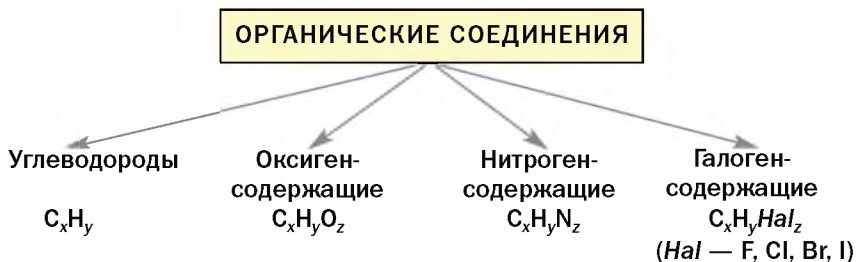 ОРГАНИЧЕСКИЕ СОЕДИНЕНИЯ
Углеводороды
CxHy
Оксиген-
содержащие
CxHyOz
Нитроген-
содержащие
CxHyNz
Галоген-
содержащие
CxHyHalz
(Hal — F, Cl, Br, I)